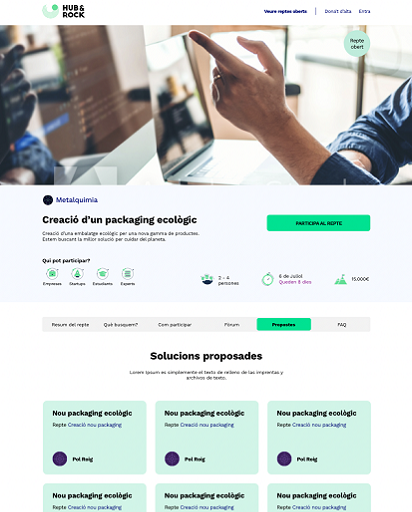 HUB&
ROCK
Veure reptes oberts
Dona't d'alta
Entra
Repte
obert
Metalquimia
Creació d'un packaging ecològic
PARTICIPA AL REPTE
Creació d'una embalatge ecològic per una nova gamma de productes.
Estem buscant la millor solució per cuidar del planeta.
Qui pot participar?
Empreses
Startups
Estudiants
Experts
2 – 4
persones
6 de Juliol
Queden 8 dies
15.000€
Resum del repte
Què busquem?
Com participar
Fòrum
Propostes
FAQ
Solucions proposades
Lorem Ipsum es simplemente el texto de relleno de las imprentas y
archivos de texto.
Nou packaging ecològic
Repte Creació nou packaging
Pol Roig
Nou packaging ecològic
Repte Creació nou packaging
Pol Roig
Nou packaging ecològic
Repte Creació nou packaging
Pol Roig
Nou packaging ecològic
Repte Creació nou packaging
Nou packaging ecològic
Repte Creació nou packaging
Nou packaging ecològic
Repte Creació nou packaging